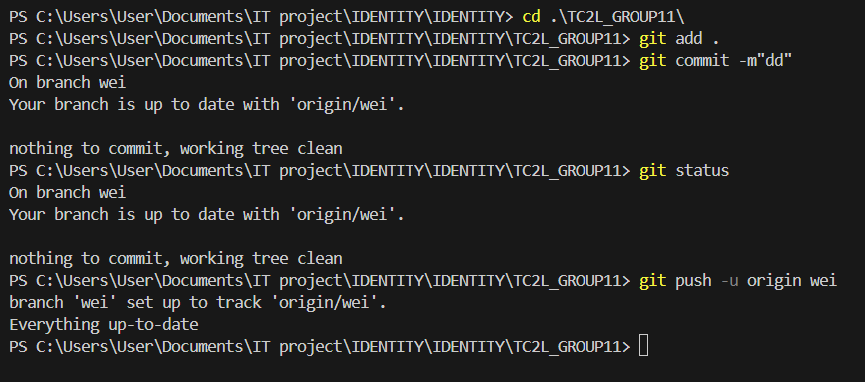 PS C:\Users\User\Documents\IT project\IDENTITY\IDENTITY> cd .\TC2L_GROUP11\
PS C:\Users\User\Documents\IT project\IDENTITY\IDENTITY\TC2L_GROUP11> git add .
PS C:\Users\User\Documents\IT project\IDENTITY\IDENTITY\TC2L_GROUP11> git commit -m"dd"
On branch wei
Your branch is up to date with 'origin/wei'.

nothing to commit, working tree clean
PS C:\Users\User\Documents\IT project\IDENTITY\IDENTITY\TC2L_GROUP11> git status
On branch wei
Your branch is up to date with 'origin/wei'.

nothing to commit, working tree clean
PS C:\Users\User\Documents\IT project\IDENTITY\IDENTITY\TC2L_GROUP11> git push -u origin wei
branch 'wei' set up to track 'origin/wei'.
Everything up-to-date
PS C:\Users\User\Documents\IT project\IDENTITY\IDENTITY\TC2L_GROUP11>